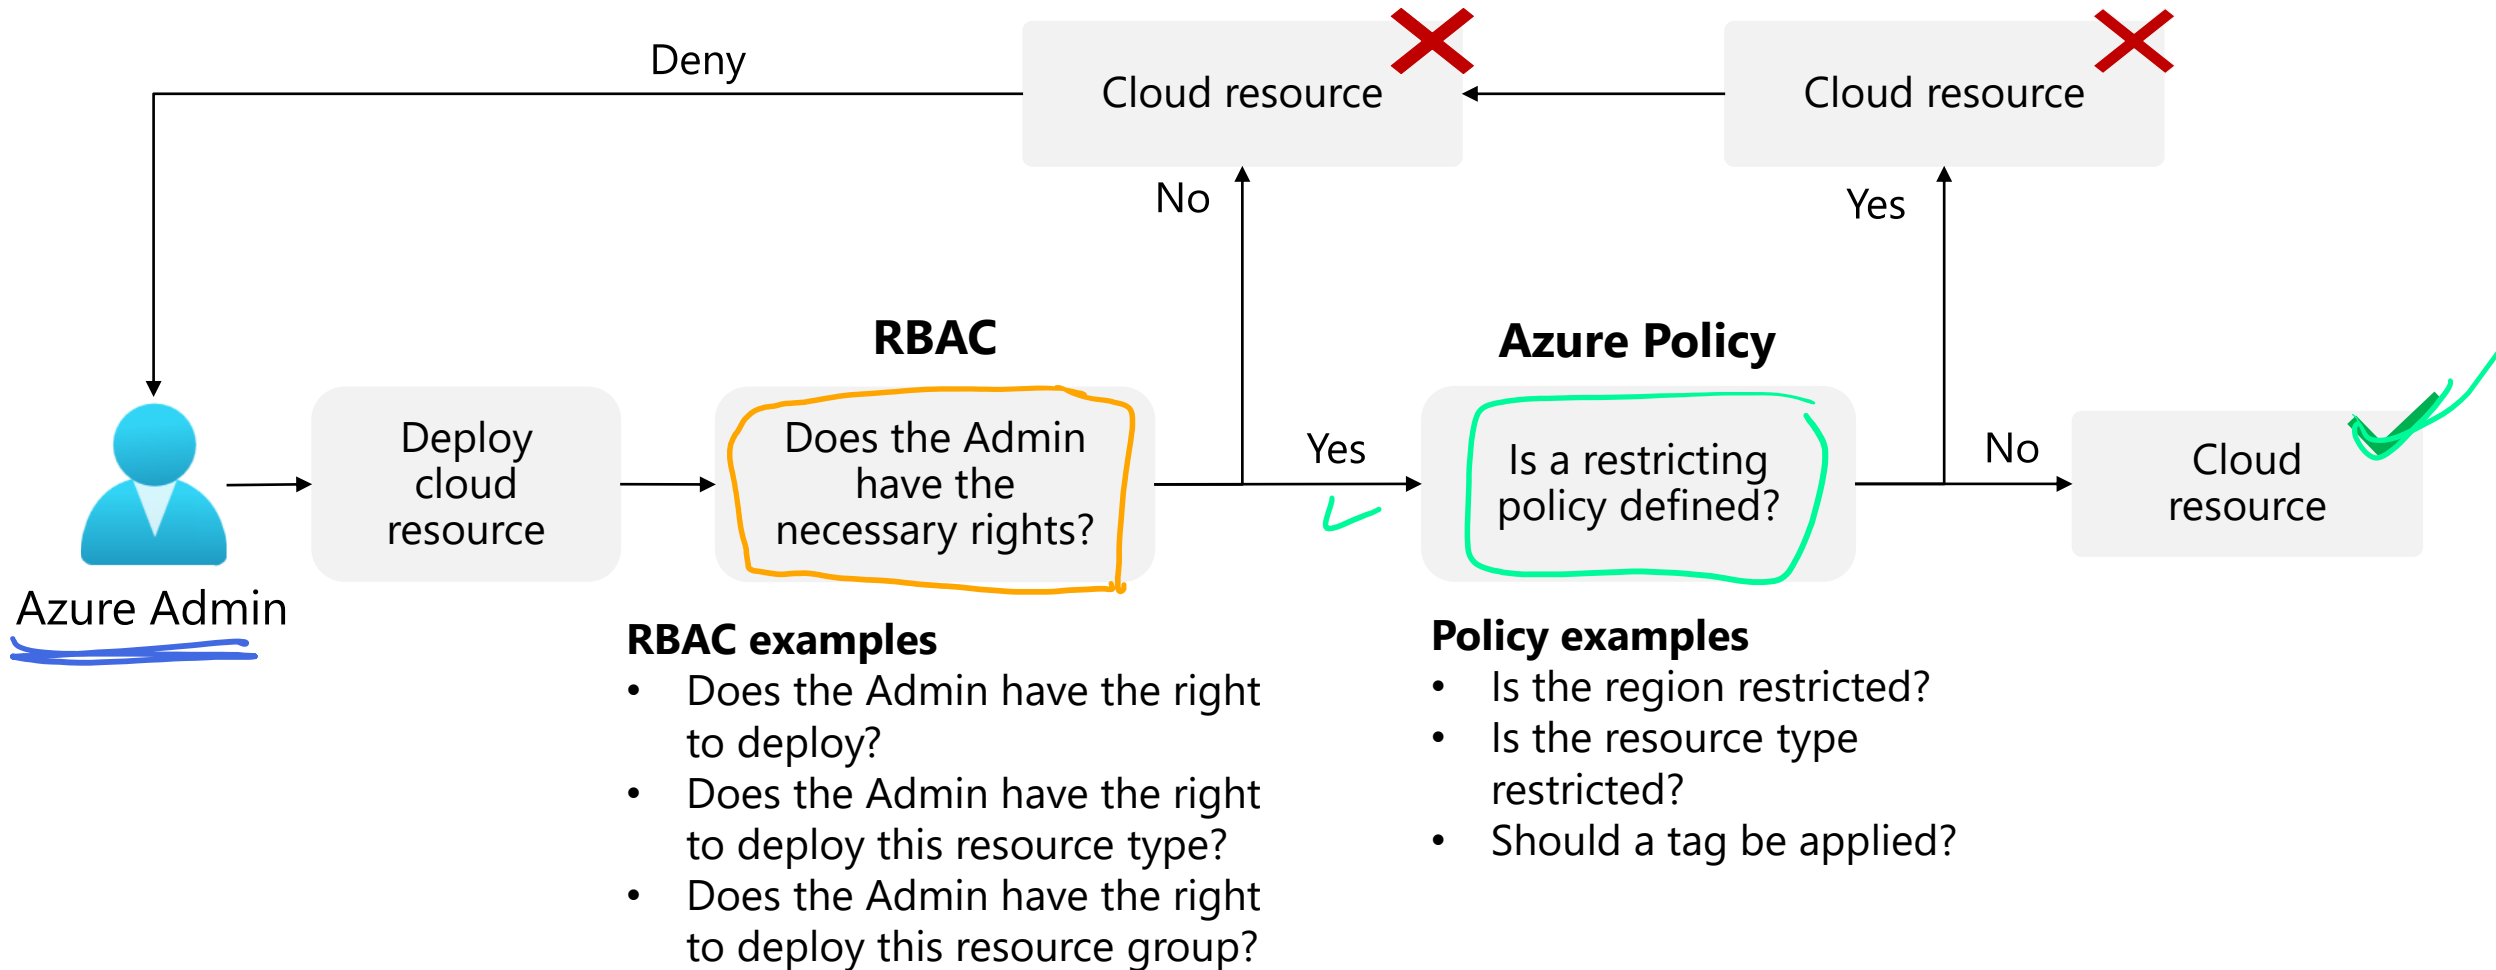 Deny
Cloud resource
Cloud resource
No
Yes
RBAC
Azure Policy
Deploy
cloud
resource
Does the Admin
have the
necessary rights?
Yes
Is a restricting
policy defined?
No
Cloud
resource
Azure Admin
RBAC examples
• Does the Admin have the right
to deploy?
• Does the Admin have the right
to deploy this resource type?
• Does the Admin have the right
to deploy this resource group?
Policy examples
• Is the region restricted?
• Is the resource type
restricted?
• Should a tag be applied?